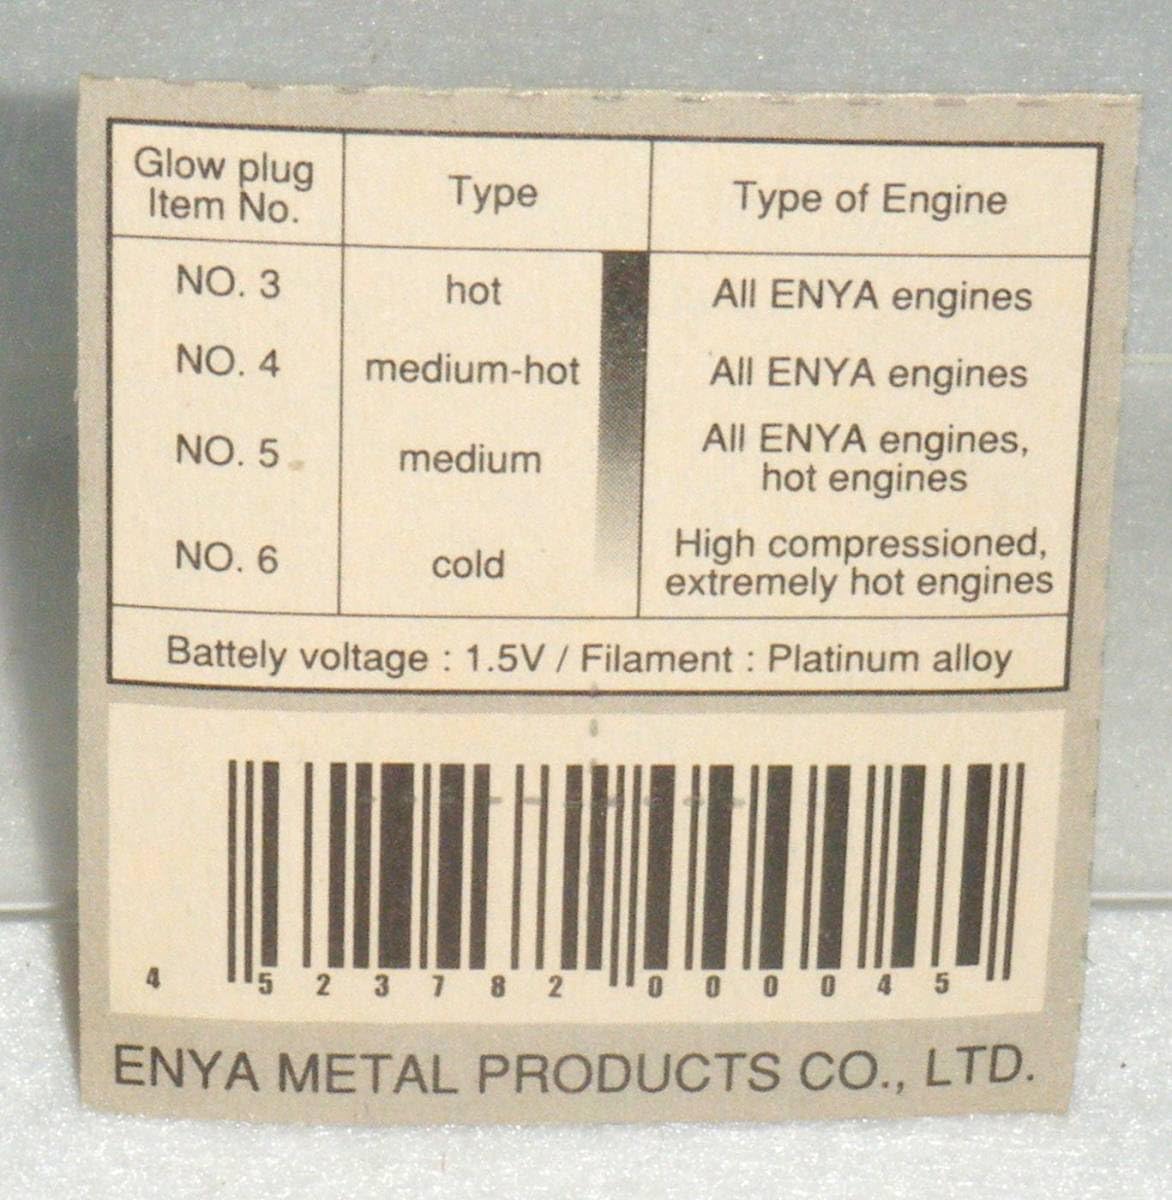 Glow plug
Item No.
Type
Type of Engine
NO. 3
hot
All ENYA engines
NO. 4
medium-hot
All ENYA engines
NO. 5
medium
All ENYA engines,
hot engines
NO. 6
cold
High compressioned,
extremely hot engines
Battely voltage : 1.5V / Filament : Platinum alloy
4 523782 000045
ENYA METAL PRODUCTS CO., LTD.